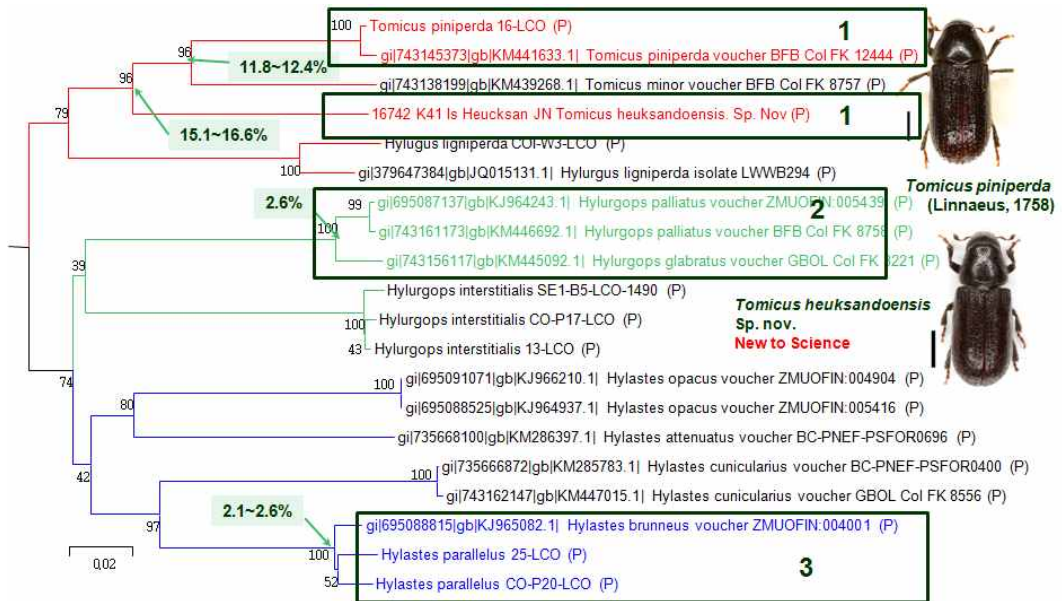 100
Tomicus piniperda 16-LCO (P)
1
96
gi|743145373|gb|KM441633.1| Tomicus piniperda voucher BFB Col FK 12444 (P)
11.8~12.4%
96
gi|743138199|gb|KM439268.1| Tomicus minor voucher BFB Col FK 8757 (P)
79
15.1~16.6%
16742 K41 Is Heucksan JN Tomicus heuksandoensis. Sp. Nov (P)
1
Hylugus ligniperda COI-W3-LCO (P)
100
gi|379647384|gb|JQ015131.1| Hylurgus ligniperda isolate LWWB294 (P)
Tomicus piniperda
(Linnaeus, 1758)
2.6%
99
gi|695087137|gb|KJ964243.1| Hylurgops palliatus voucher ZMUOFIN:005439 (P)
2
100
gi|743161173|gb|KM446692.1| Hylurgops palliatus voucher BFB Col FK 8758 (P)
39
gi|743156117|gb|KM445092.1| Hylurgops glabratus voucher GBOL Col FK 221 (P)
Hylurgops interstitialis SE1-B5-LCO-1490 (P)
100
Hylurgops interstitialis CO-P17-LCO (P)
43
Hylurgops interstitialis 13-LCO (P)
Tomicus heuksandoensis
Sp. nov.
New to Science
74
gi|695091071|gb|KJ966210.1| Hylastes opacus voucher ZMUOFIN:004904 (P)
100
80
gi|695088525|gb|KJ964937.1| Hylastes opacus voucher ZMUOFIN:005416 (P)
gi|735668100|gb|KM286397.1| Hylastes attenuatus voucher BC-PNEF-PSFOR0696 (P)
42
gi|735666872|gb|KM285783.1| Hylastes cunicularius voucher BC-PNEF-PSFOR0400 (P)
100
gi|743162147|gb|KM447015.1| Hylastes cunicularius voucher GBOL Col FK 8556 (P)
97
2.1~2.6%
gi|695088815|gb|KJ965082.1| Hylastes brunneus voucher ZMUOFIN:004001 (P)
100
Hylastes parallelus 25-LCO (P)
3
52
Hylastes parallelus CO-P20-LCO (P)
0,02